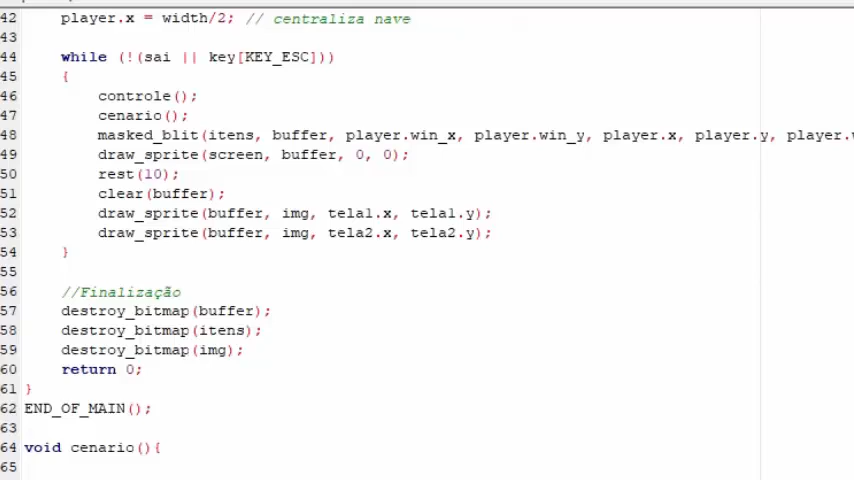 42 player.x = width/2; // centraliza nave
43
44 while (!(sai || key[KEY_ESC]))
45 {
46 controle();
47 cenario();
48 masked_blit(itens, buffer, player.win_x, player.win_y, player.x, player.y, player.w
49 draw_sprite(screen, buffer, 0, 0);
50 rest(10);
51 clear(buffer);
52 draw_sprite(buffer, img, tela1.x, tela1.y);
53 draw_sprite(buffer, img, tela2.x, tela2.y);
54 }
55
56 //Finalização
57 destroy_bitmap(buffer);
58 destroy_bitmap(itens);
59 destroy_bitmap(img);
60 return 0;
61 }
62 END_OF_MAIN();
63
64 void cenario(){
65